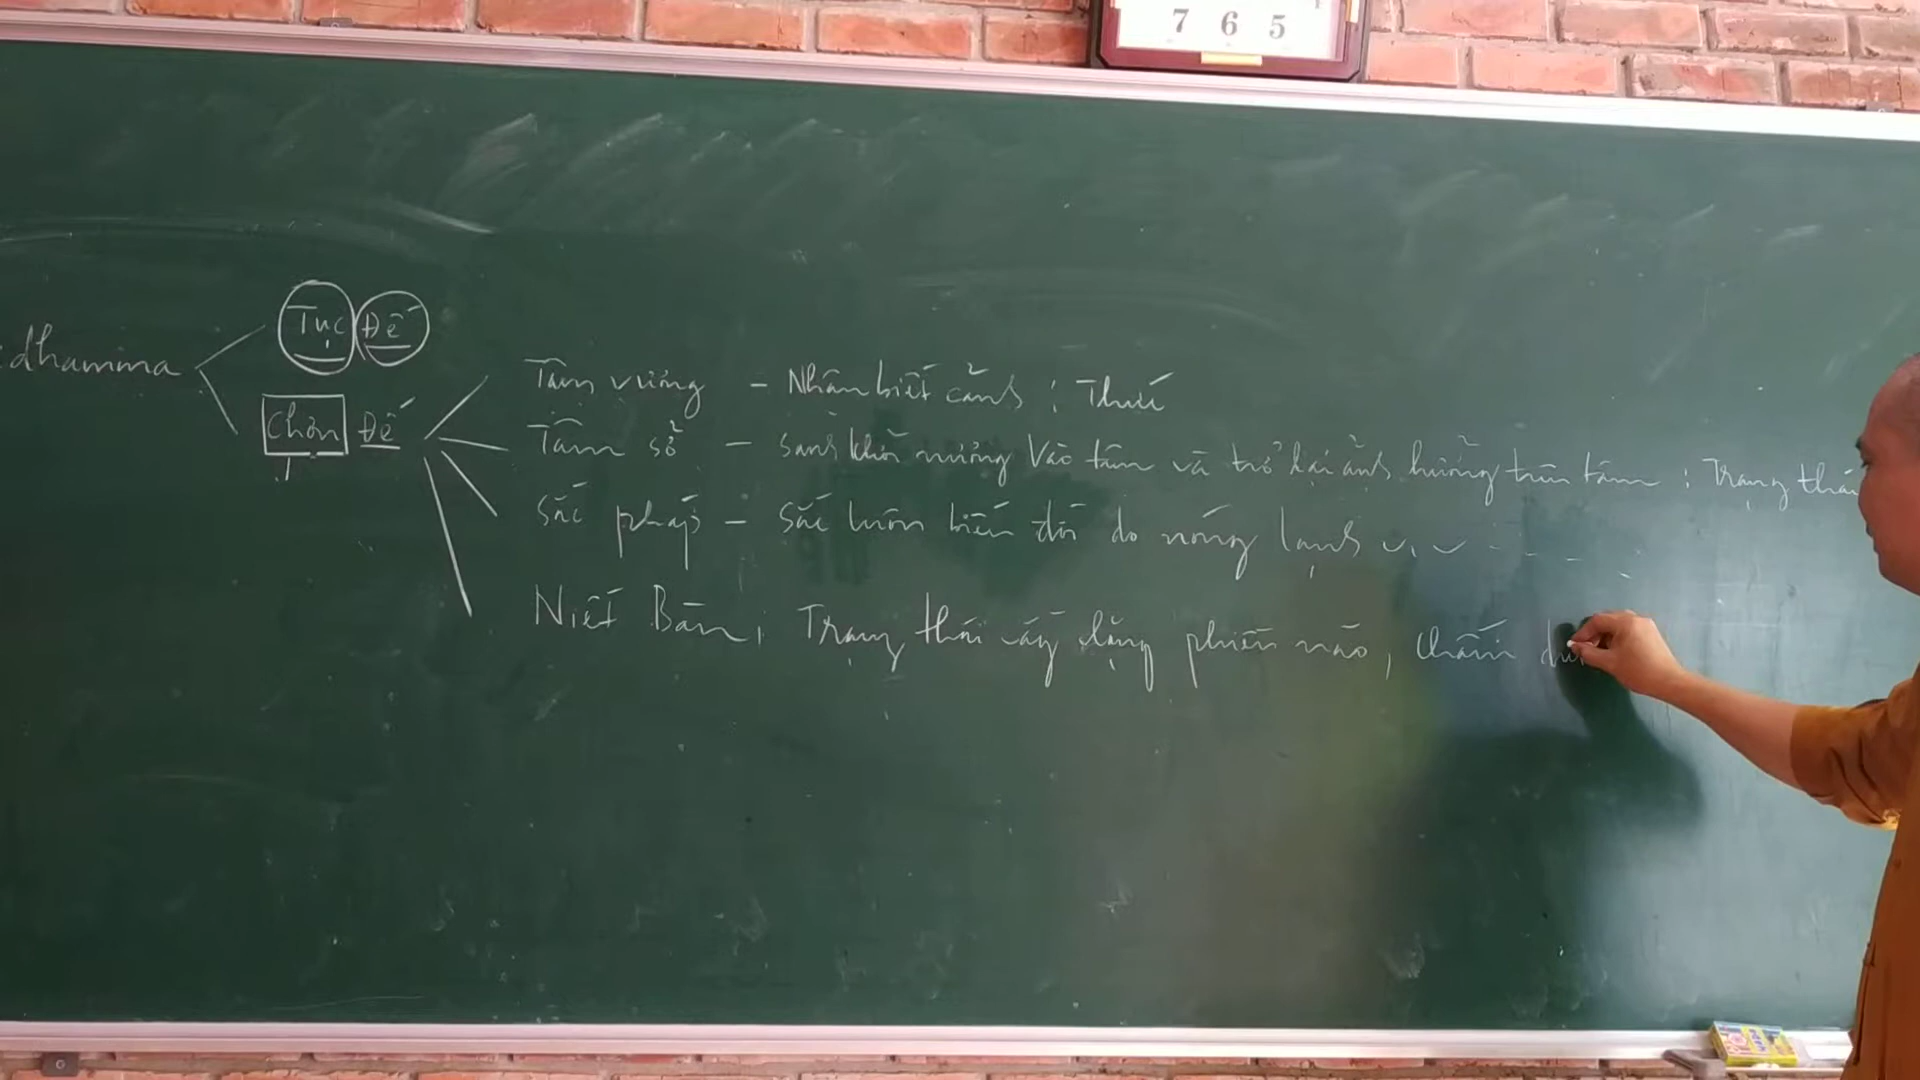 7 6 5
Tục Đế
: dhamma
Chơn Đế
Tâm vương - Nhận biết cảnh : Thức
Tâm sở - sanh khởi nương vào tâm và trở lại ảnh hưởng trên tâm : Trạng thái
Sắc pháp - sắc luôn biến đổi do nóng lạnh v, v - - - -
Niết Bàn, Trạng thái vắng lặng phiền não, chấm